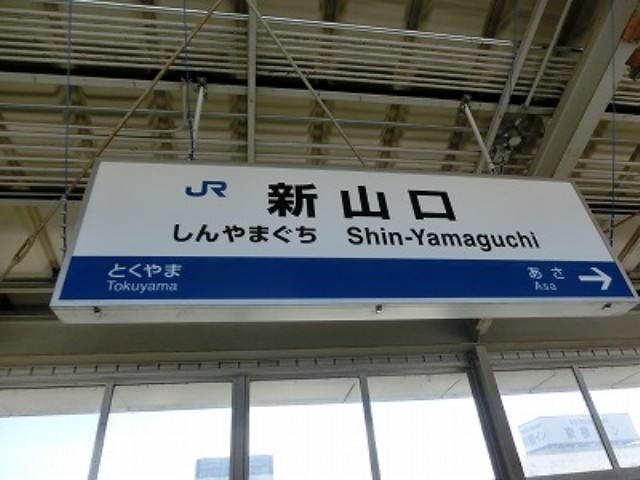 JR 新山口
しんやまぐち Shin-Yamaguchi
とくやま あさ
Tokuyama Asa